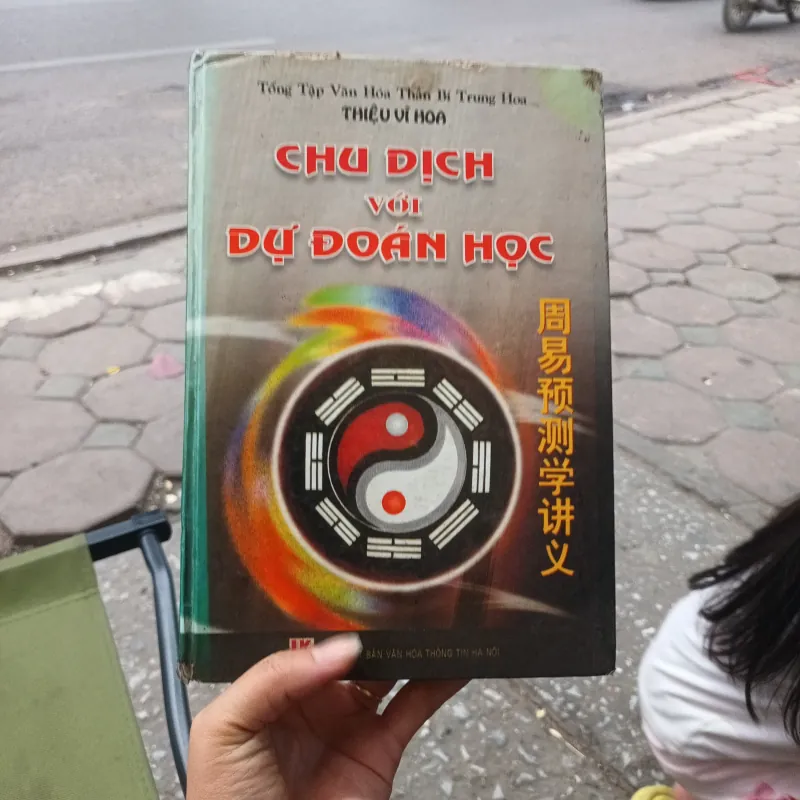 Tổng Tập Văn Hóa Thần Bí Trung Hoa
THIỆU VĨ HOA
CHU DỊCH
VỚI
DỰ ĐOÁN HỌC
周易预测学讲义
BẢN VĂN HÓA THÔNG TIN HÀ NỘI